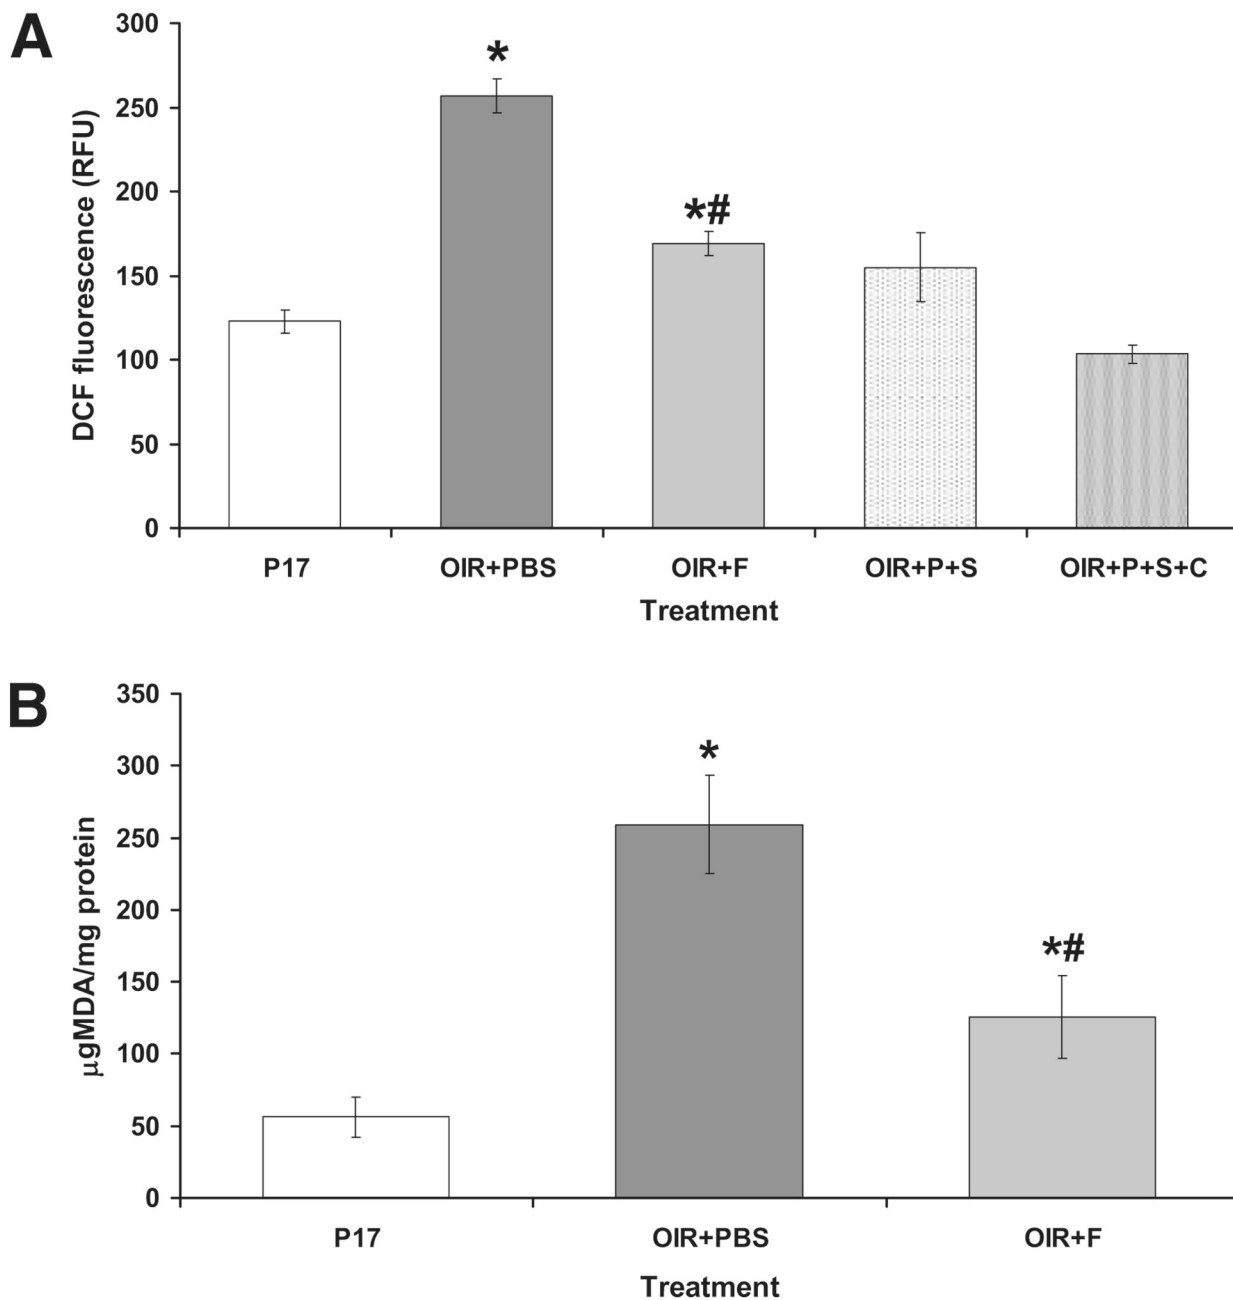 A
300
250
200
150
100
50
0
DCF fluorescence (RFU)
*
*#
P17 OIR+PBS OIR+F OIR+P+S OIR+P+S+C
Treatment
B
350
300
250
200
150
100
50
0
µgMDA/mg protein
*
*#
P17 OIR+PBS OIR+F
Treatment